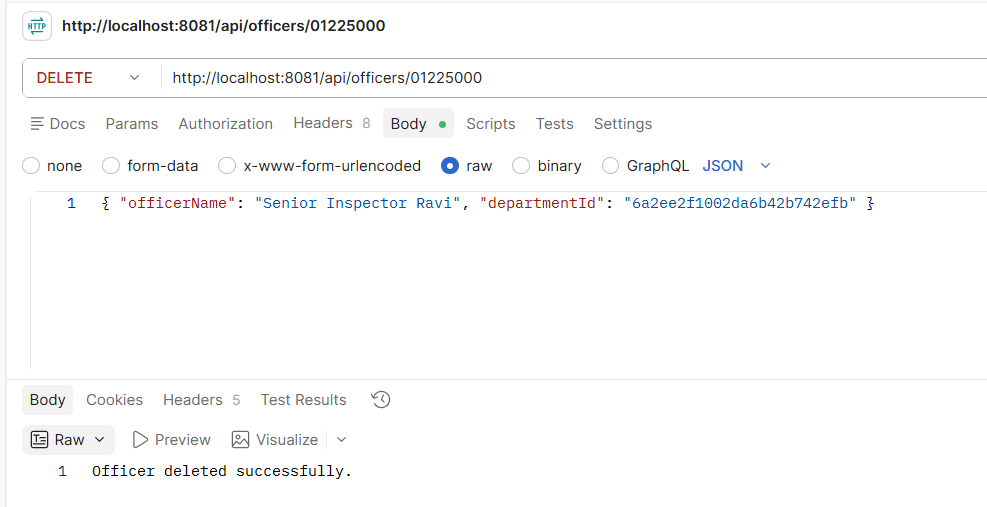 HTTP http://localhost:8081/api/officers/01225000
DELETE http://localhost:8081/api/officers/01225000
Docs Params Authorization Headers 8 Body Scripts Tests Settings
none form-data x-www-form-urlencoded raw binary GraphQL JSON
1 { "officerName": "Senior Inspector Ravi", "departmentId": "6a2ee2f1002da6b42b742efb" }
Body Cookies Headers 5 Test Results
Raw Preview Visualize
1 Officer deleted successfully.